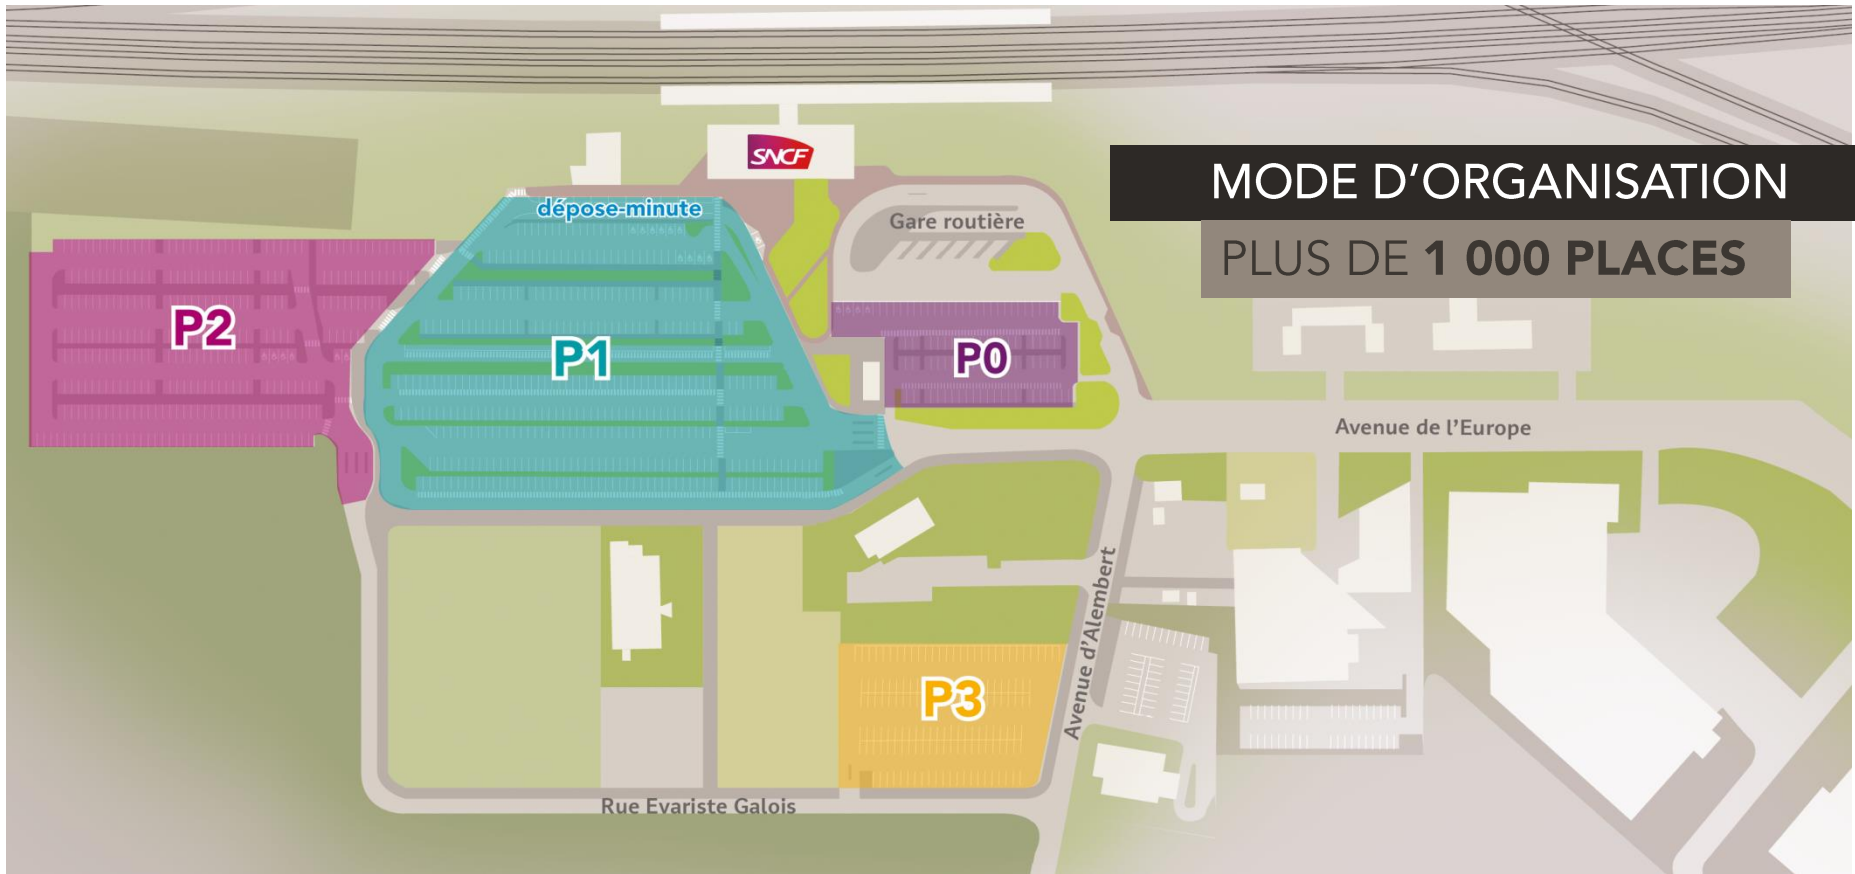 SNCF
MODE D'ORGANISATION
dépose-minute
Gare routière
PLUS DE 1 000 PLACES
P2
P1
P0
Avenue de l'Europe
Avenue d'Alembert
P3
Rue Evariste Galois